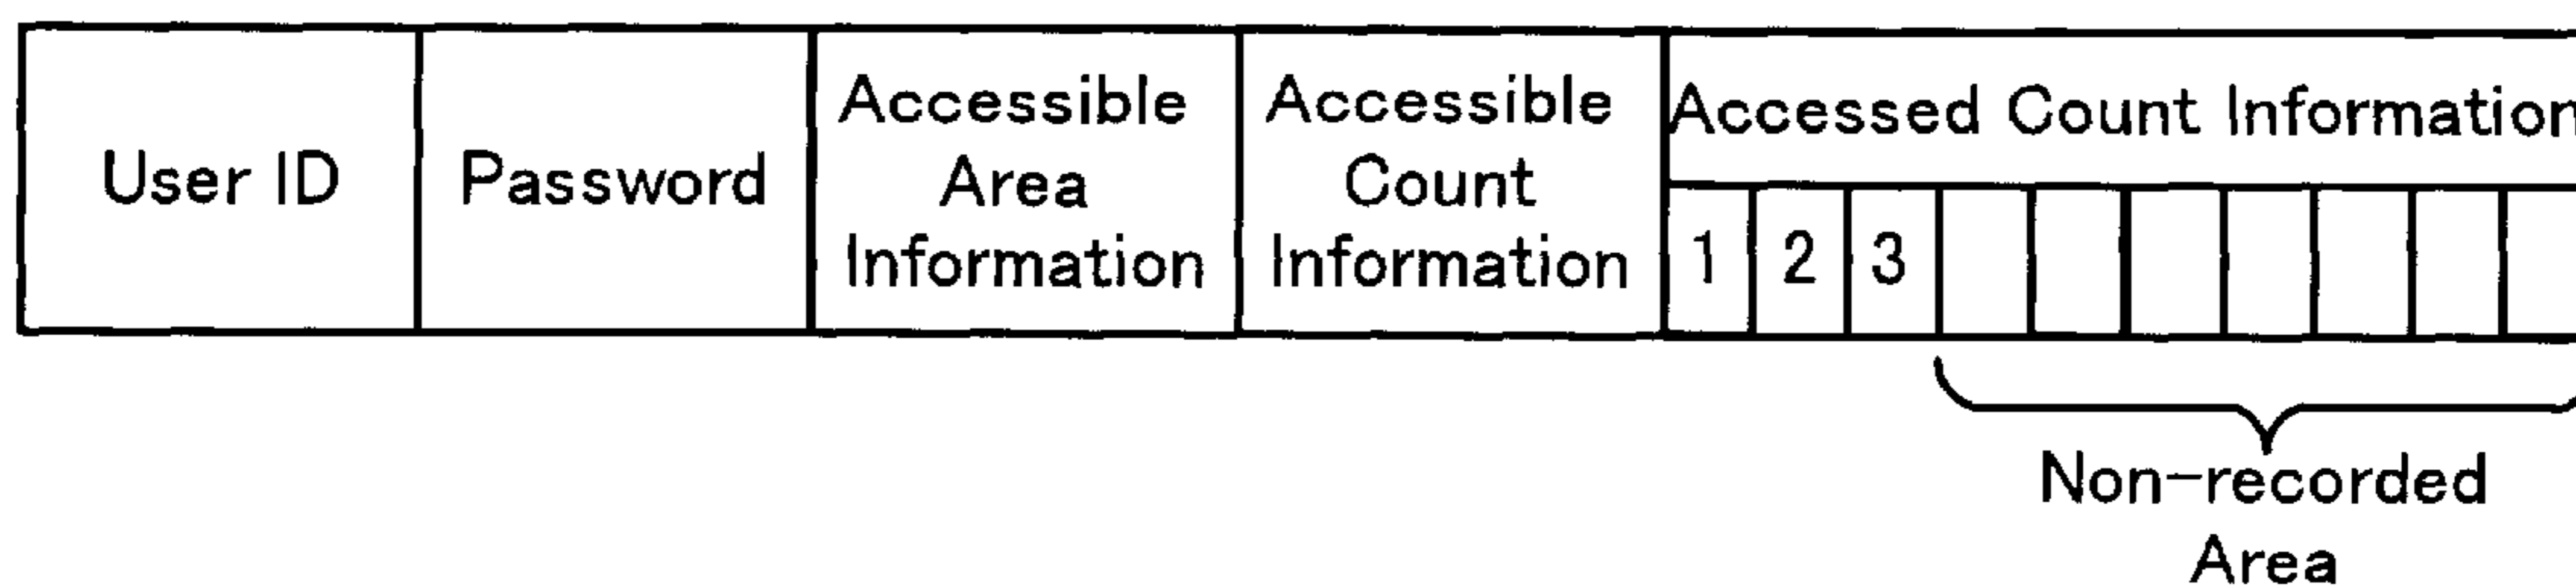 User ID
Password
Accessible
Area
Information
Accessible
Count
Information
Accessed Count Information
1 2 3
Non-recorded
Area